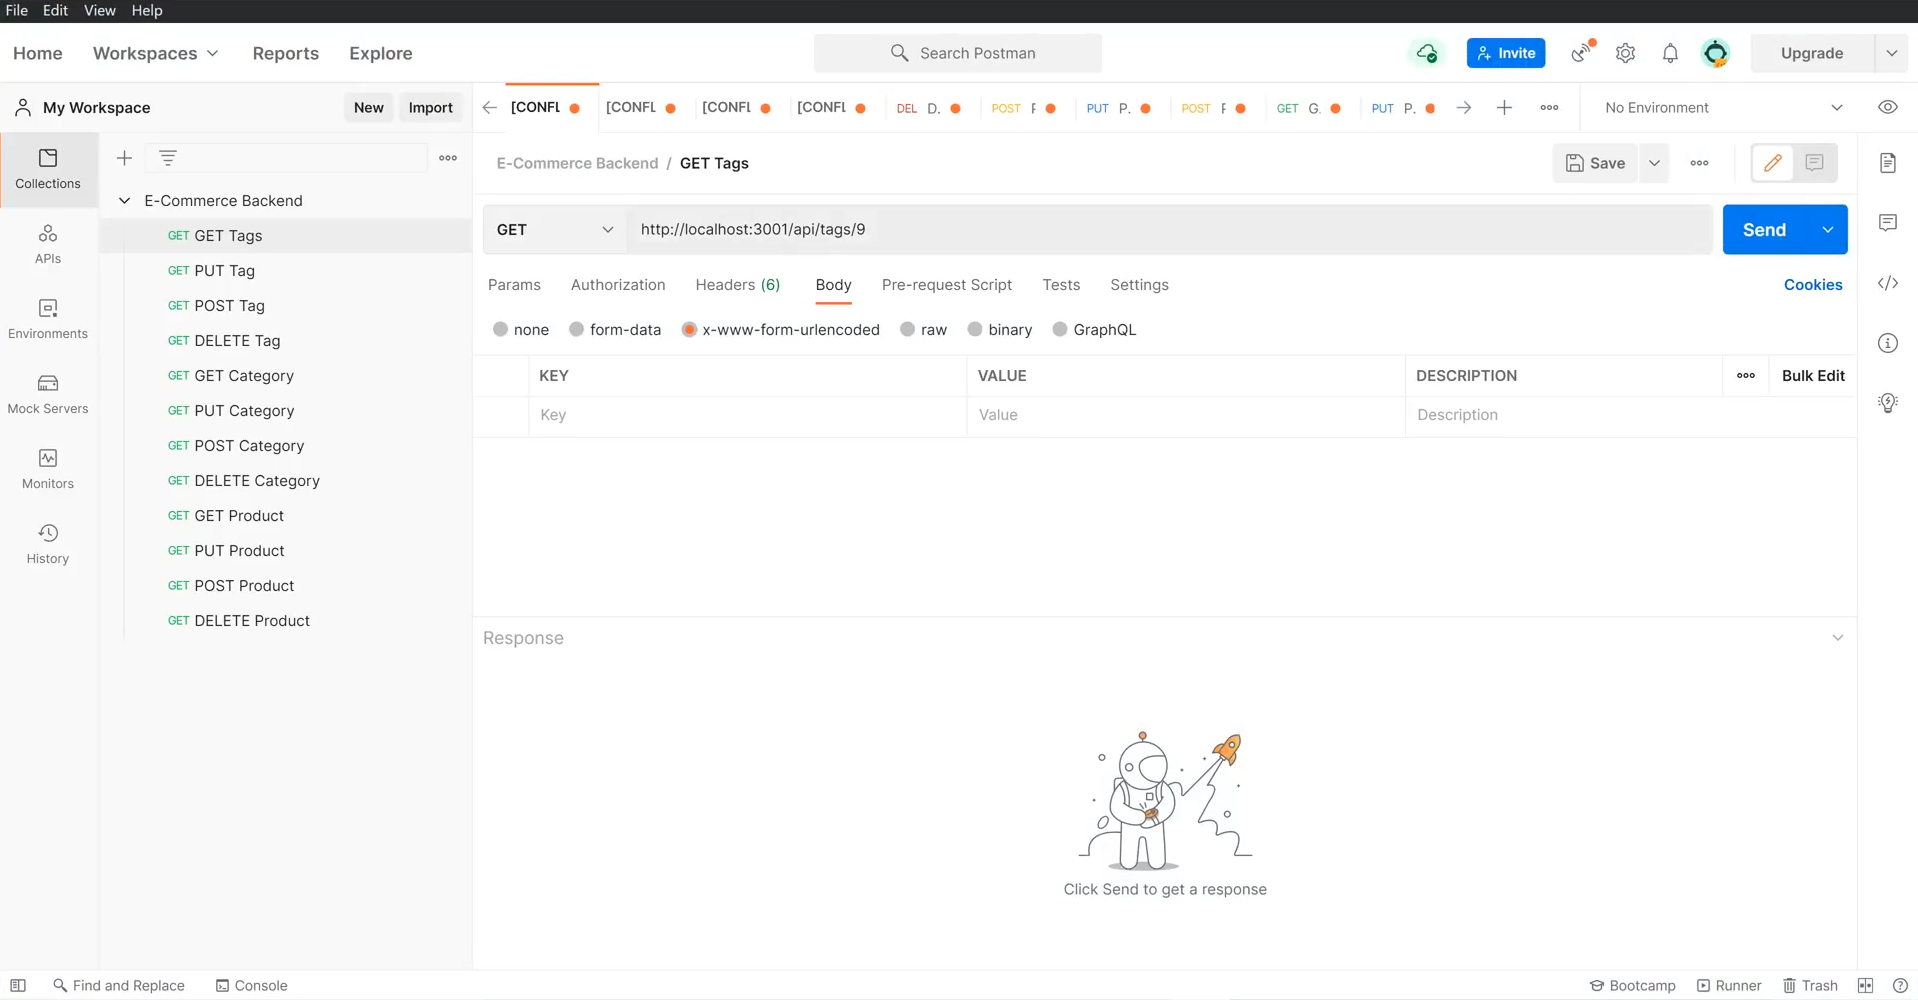 File Edit View Help
Home Workspaces Reports Explore Search Postman Invite Upgrade
My Workspace New Import [CONFL [CONFL [CONFL [CONFL DEL D. POST PUT P. POST GET G. PUT P. No Environment
E-Commerce Backend / GET Tags Save
Collections
E-Commerce Backend
GET GET Tags
GET PUT Tag
GET POST Tag
GET DELETE Tag
GET GET Category
GET PUT Category
GET POST Category
GET DELETE Category
GET GET Product
GET PUT Product
GET POST Product
GET DELETE Product
APIs
Environments
Mock Servers
Monitors
History
GET http://localhost:3001/api/tags/9 Send
Params Authorization Headers (6) Body Pre-request Script Tests Settings Cookies
none form-data x-www-form-urlencoded raw binary GraphQL
KEY VALUE DESCRIPTION Bulk Edit
Key Value Description
Response
Click Send to get a response
Find and Replace Console Bootcamp Runner Trash